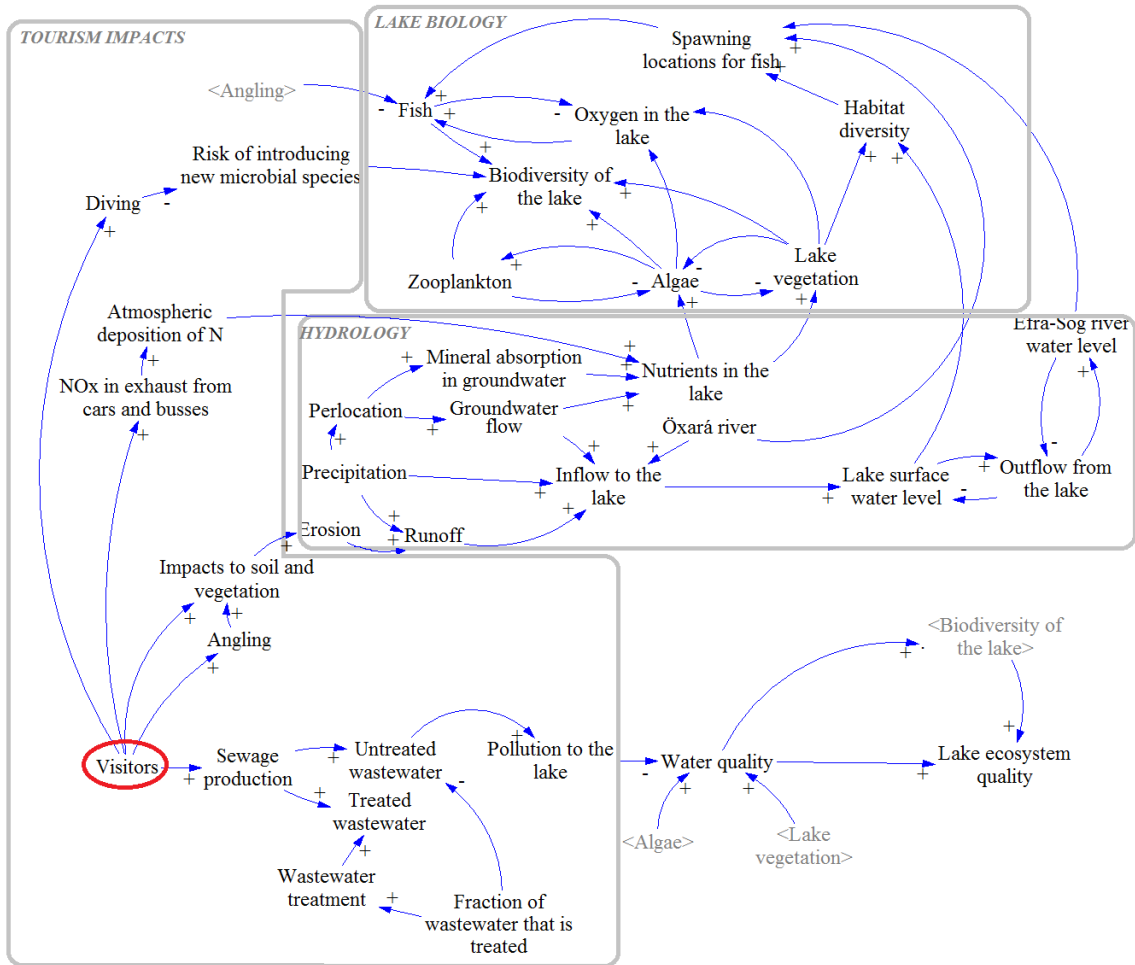 LAKE BIOLOGY
TOURISM IMPACTS
Spawning
locations for fish
<Angling>
Fish
Oxygen in the
lake
Habitat
diversity
Risk of introducing
new microbial species
Biodiversity of
the lake
Diving
Zooplankton
Algae
Lake
vegetation
Atmospheric
deposition of N
HYDROLOGY
Efra-Sog river
water level
NOx in exhaust from
cars and busses
Mineral absorption
in groundwater
Nutrients in the
lake
Perlocation
Groundwater
flow
Öxará river
Precipitation
Inflow to the
lake
Lake surface
water level
Outflow from
the lake
Erosion
Runoff
Impacts to soil and
vegetation
Angling
<Biodiversity of
the lake>
Visitors
Sewage
production
Untreated
wastewater
Pollution to the
lake
Water quality
Lake ecosystem
quality
Treated
wastewater
<Algae>
<Lake
vegetation>
Wastewater
treatment
Fraction of
wastewater that is
treated